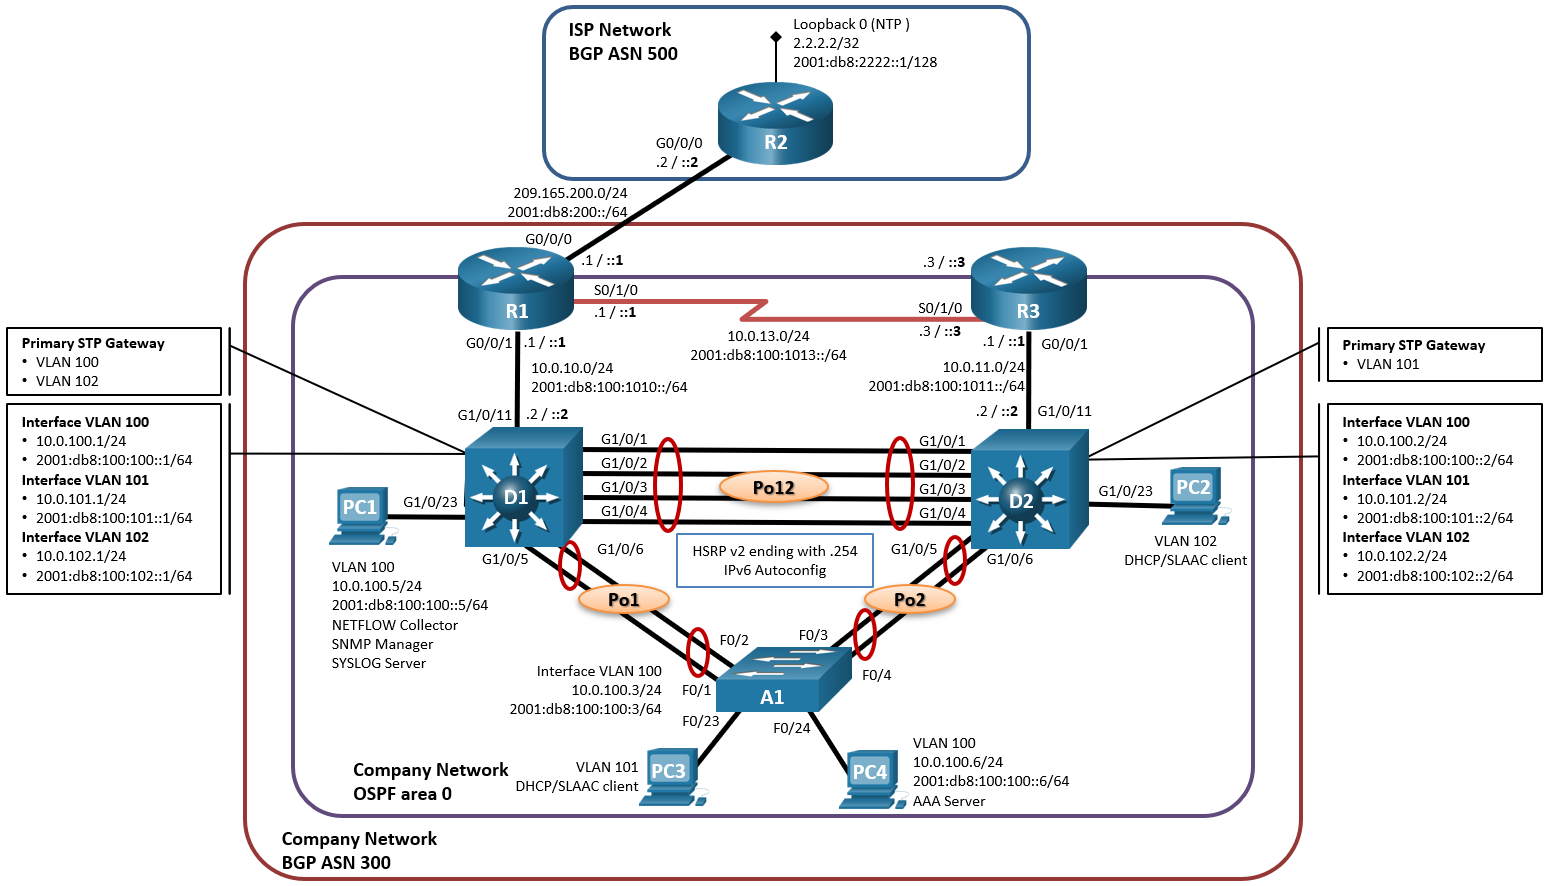 ISP Network
BGP ASN 500
Loopback 0 (NTP )
2.2.2.2/32
2001:db8:2222::1/128
R2
G0/0/0
.2 / ::2
209.165.200.0/24
2001:db8:200::/64
G0/0/0
.1 / ::1
R1
S0/1/0
.1 / ::1
.3 / ::3
R3
S0/1/0
.3 / ::3
10.0.13.0/24
2001:db8:100:1013::/64
G0/0/1
.1 / ::1
10.0.10.0/24
2001:db8:100:1010::/64
G1/0/11
.2 / ::2
.1 / ::1
G0/0/1
10.0.11.0/24
2001:db8:100:1011::/64
.2 / ::2
G1/0/11
Primary STP Gateway
• VLAN 100
• VLAN 102
Interface VLAN 100
• 10.0.100.1/24
• 2001:db8:100:100::1/64
Interface VLAN 101
• 10.0.101.1/24
• 2001:db8:100:101::1/64
Interface VLAN 102
• 10.0.102.1/24
• 2001:db8:100:102::1/64
Primary STP Gateway
• VLAN 101
Interface VLAN 100
• 10.0.100.2/24
• 2001:db8:100:100::2/64
Interface VLAN 101
• 10.0.101.2/24
• 2001:db8:100:101::2/64
Interface VLAN 102
• 10.0.102.2/24
• 2001:db8:100:102::2/64
D1
G1/0/1
G1/0/2
G1/0/3
G1/0/4
Po12
G1/0/1
G1/0/2
G1/0/3
G1/0/4
D2
PC1
G1/0/23
VLAN 100
10.0.100.5/24
2001:db8:100:100::5/64
NETFLOW Collector
SNMP Manager
SYSLOG Server
G1/0/23
PC2
VLAN 102
DHCP/SLAAC client
G1/0/5
G1/0/6
HSRP v2 ending with .254
IPv6 Autoconfig
G1/0/5
G1/0/6
Po1
Po2
F0/2
F0/3
F0/1
F0/4
Interface VLAN 100
10.0.100.3/24
2001:db8:100:100:3/64
A1
F0/23
F0/24
VLAN 101
DHCP/SLAAC client
PC3
PC4
VLAN 100
10.0.100.6/24
2001:db8:100:100::6/64
AAA Server
Company Network
OSPF area 0
Company Network
BGP ASN 300